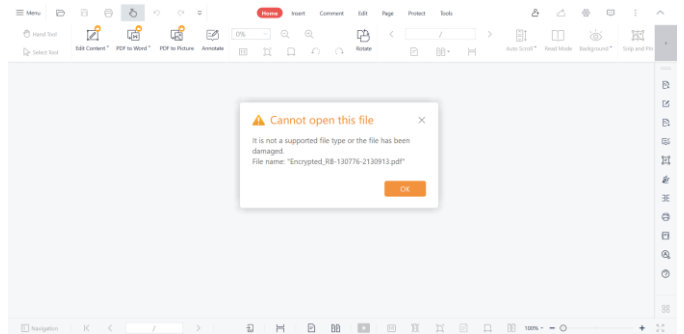 Menu Home Insert Comment Edit Page Protect Tools
Hand Tool
Select Tool
Edit Content
PDF to Word
PDF to Picture
Annotate
0%
/
Rotate
Auto Scroll
Read Mode
Background
Snip and Pin
Cannot open this file
It is not a supported file type or the file has been
damaged.
File name: "Encrypted_RB-130776-2130913.pdf"
OK
Navigation / 100%